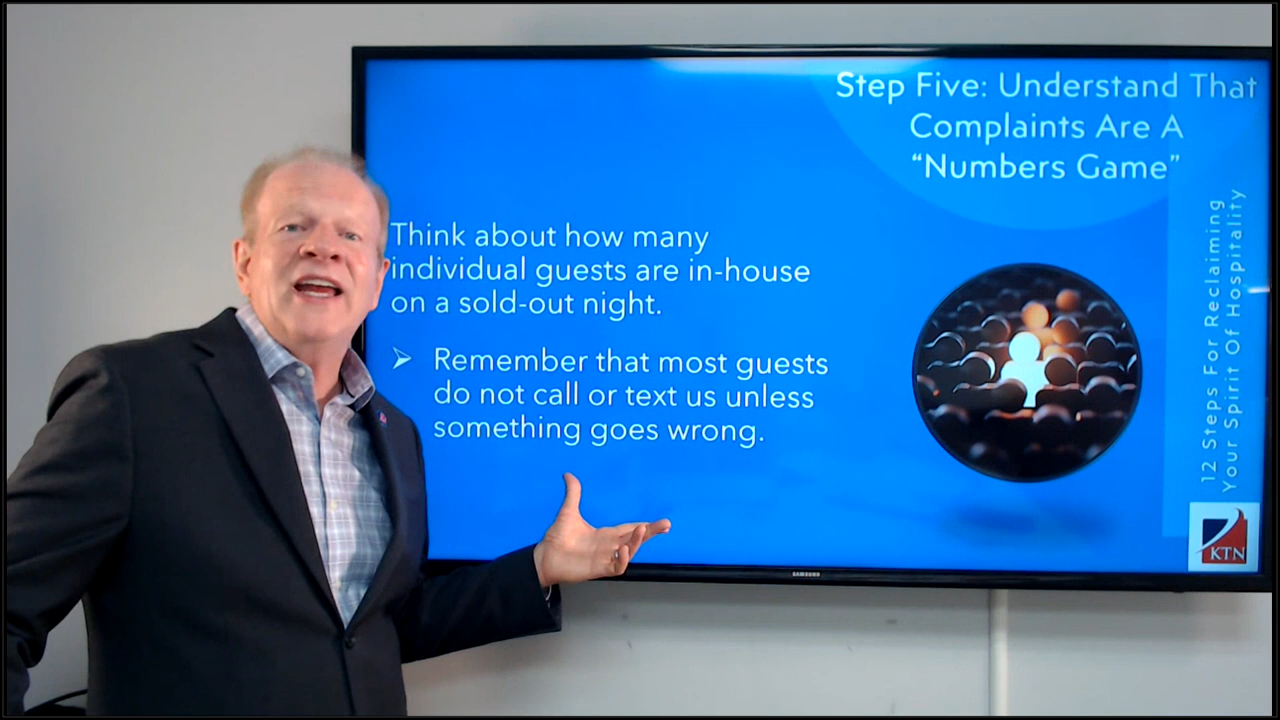 Step Five: Understand That
Complaints Are A
“Numbers Game”
Think about how many
individual guests are in-house
on a sold-out night.
➢ Remember that most guests
do not call or text us unless
something goes wrong.
12 Steps For Reclaiming
Your Spirit Of Hospitality
KTN
SAMSUNG